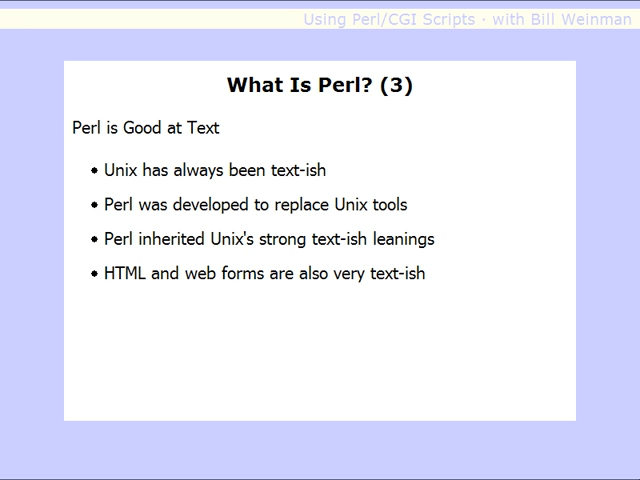 Using Perl/CGI Scripts · with Bill Weinman
What Is Perl? (3)
Perl is Good at Text
• Unix has always been text-ish
• Perl was developed to replace Unix tools
• Perl inherited Unix's strong text-ish leanings
• HTML and web forms are also very text-ish